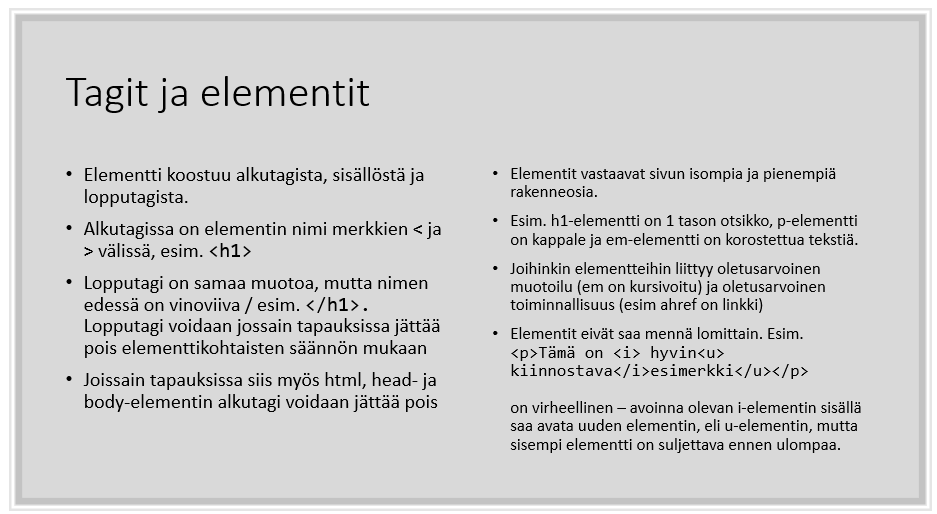 Tagit ja elementit
• Elementti koostuu alkutagista, sisällöstä ja
lopputagista.
• Alkutagissa on elementin nimi merkkien < ja
> välissä, esim. <h1>
• Lopputagi on samaa muotoa, mutta nimen
edessä on vinoviiva / esim. </h1>.
Lopputagi voidaan jossain tapauksissa jättää
pois elementtikohtaisten säännön mukaan
• Joissain tapauksissa siis myös html, head- ja
body-elementin alkutagi voidaan jättää pois
• Elementit vastaavat sivun isompia ja pienempiä
rakenneosia.
• Esim. h1-elementti on 1 tason otsikko, p-elementti
on kappale ja em-elementti on korostettua tekstiä.
• Joihinkin elementteihin liittyy oletusarvoinen
muotoilu (em on kursivoitu) ja oletusarvoinen
toiminnallisuus (esim ahref on linkki)
• Elementit eivät saa mennä lomittain. Esim.
<p>Tämä on <i> hyvin<u>
kiinnostava</i>esimerkki</u></p>
on virheellinen – avoinna olevan i-elementin sisällä
saa avata uuden elementin, eli u-elementin, mutta
sisempi elementti on suljettava ennen ulompaa.